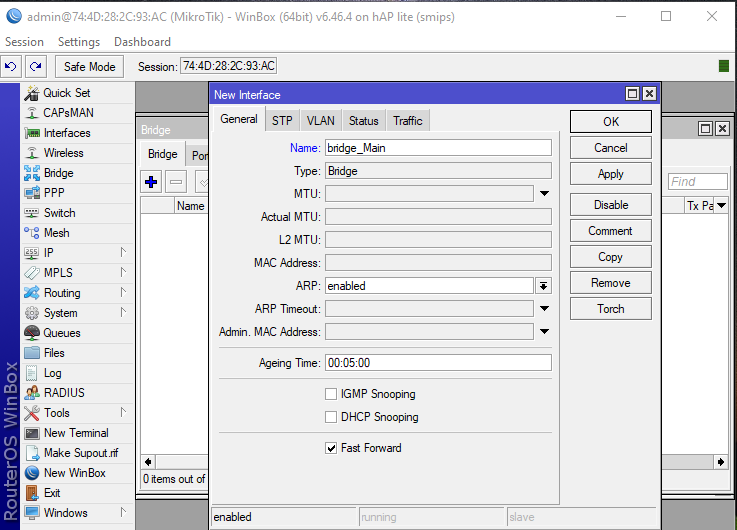 admin@74:4D:28:2C:93:AC (MikroTik) - WinBox (64bit) v6.46.4 on hAP lite (smips)
Session Settings Dashboard
Safe Mode Session: 74:4D:28:2C:93:AC
Quick Set
CAPsMAN
Interfaces
Wireless
Bridge
PPP
Switch
Mesh
IP
MPLS
Routing
System
Queues
Files
Log
RADIUS
Tools
New Terminal
Make Supout.rif
New WinBox
Exit
Windows
RouterOS WinBox
Bridge
Bridge Por
Find
Name Tx Pa
0 items out of
New Interface
General STP VLAN Status Traffic
Name: bridge_Main
Type: Bridge
MTU:
Actual MTU:
L2 MTU:
MAC Address:
ARP: enabled
ARP Timeout:
Admin. MAC Address:
Ageing Time: 00:05:00
IGMP Snooping
DHCP Snooping
Fast Forward
OK
Cancel
Apply
Disable
Comment
Copy
Remove
Torch
enabled running slave